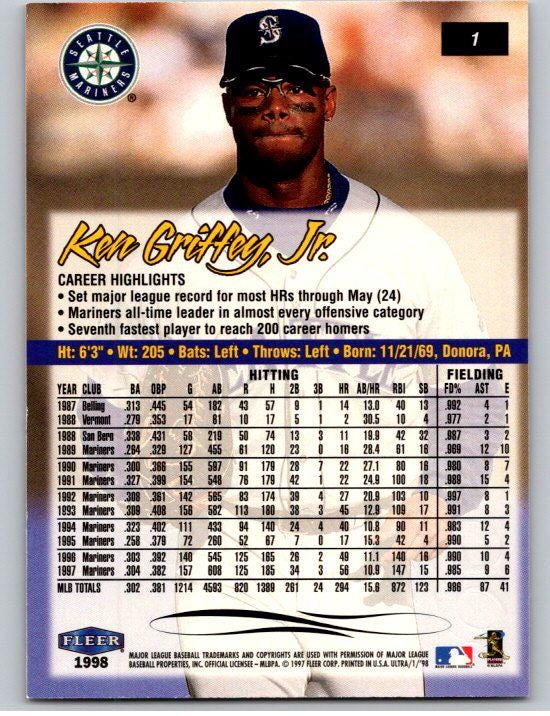 1
SEATTLE MARINERS
S
Ken Griffey, Jr.
CAREER HIGHLIGHTS
• Set major league record for most HRs through May (24)
• Mariners all-time leader in almost every offensive category
• Seventh fastest player to reach 200 career homers
Ht: 6'3" • Wt: 205 • Bats: Left • Throws: Left • Born: 11/21/69, Donora, PA
HITTING FIELDING
YEAR CLUB BA OBP G AB R H 2B 3B HR AB/HR RBI SB FD% AST E
1987 Belling .313 .445 54 182 43 57 9 1 14 13.0 40 13 .992 4 1
1988 Vermont .279 .353 17 61 10 17 5 1 2 30.5 10 4 .977 2 1
1988 San Bern .338 .431 58 219 50 74 13 3 11 19.9 42 32 .987 3 2
1989 Mariners .264 .329 127 455 61 120 23 0 16 28.4 61 16 .969 12 10
1990 Mariners .300 .366 155 597 91 179 28 7 22 27.1 80 16 .980 8 7
1991 Mariners .327 .399 154 548 76 179 42 1 22 24.9 100 18 .989 15 4
1992 Mariners .308 .361 142 565 83 174 39 4 27 20.9 103 10 .997 8 1
1993 Mariners .309 .408 156 582 113 180 38 3 45 12.9 109 17 .991 8 3
1994 Mariners .323 .402 111 433 94 140 24 4 40 10.8 90 11 .983 12 4
1995 Mariners .258 .379 72 260 52 67 7 0 17 15.3 42 4 .990 5 2
1996 Mariners .303 .392 140 545 125 165 26 2 49 11.1 140 16 .990 10 4
1997 Mariners .304 .382 157 608 125 185 34 3 56 10.9 147 15 .985 9 6
MLB TOTALS .302 .381 1214 4593 820 1389 261 24 294 15.6 872 123 .986 87 41
FLEER
1998
MAJOR LEAGUE BASEBALL TRADEMARKS AND COPYRIGHTS ARE USED WITH PERMISSION OF MAJOR LEAGUE
BASEBALL PROPERTIES, INC. OFFICIAL LICENSEE - MLBPA. © 1997 FLEER CORP. PRINTED IN U.S.A. ULTRA/1/'98